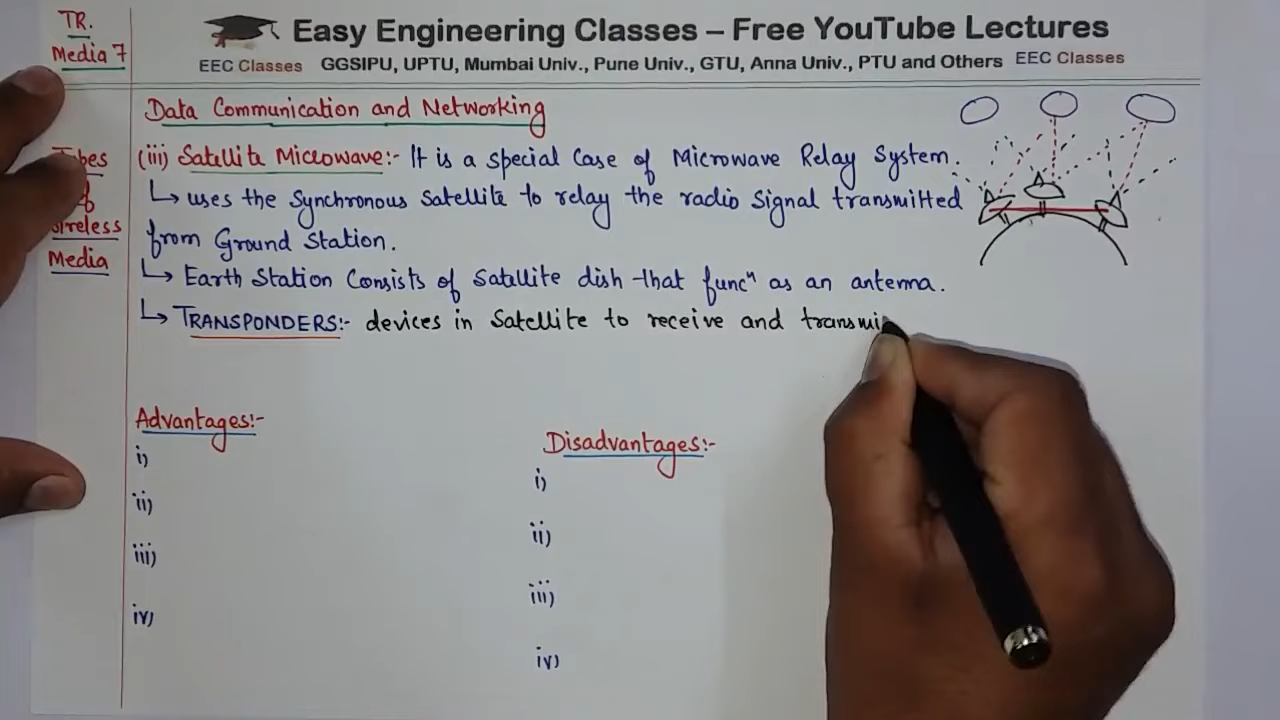 TR.
Media 7
Easy Engineering Classes – Free YouTube Lectures
EEC Classes GGSIPU, UPTU, Mumbai Univ., Pune Univ., GTU, Anna Univ., PTU and Others EEC Classes
Data Communication and Networking
(iii) Satellite Microwave:- It is a special Case of Microwave Relay System.
↳ uses the Synchronous Satellite to relay the radio Signal transmitted
from Ground Station.
↳ Earth Station Consists of Satellite dish that funcⁿ as an antenna.
↳ TRANSPONDERS:- devices in Satellite to receive and transmi
Media
Advantages:-
i)
ii)
iii)
iv)
Disadvantages:-
i)
ii)
iii)
iv)